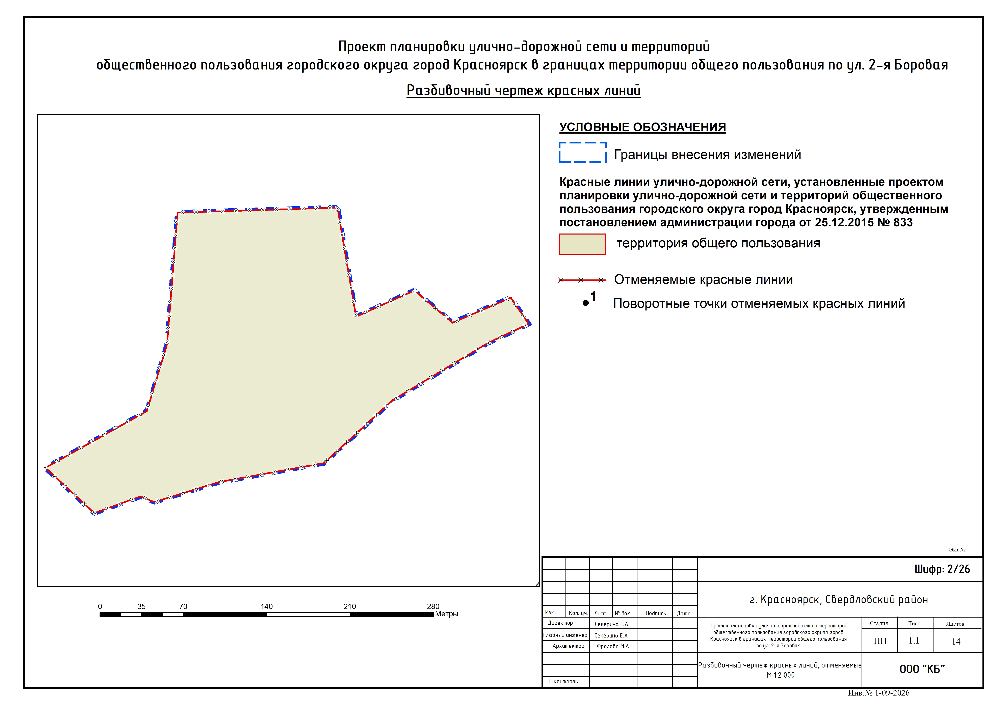 Проект планировки улично-дорожной сети и территорий
общественного пользования городского округа город Красноярск в границах территории общего пользования по ул. 2-я Боровая
Разбивочный чертеж красных линий
УСЛОВНЫЕ ОБОЗНАЧЕНИЯ
Границы внесения изменений
Красные линии улично-дорожной сети, установленные проектом
планировки улично-дорожной сети и территорий общественного
пользования городского округа город Красноярск, утвержденным
постановлением администрации города от 25.12.2015 № 833
территория общего пользования
Отменяемые красные линии
1
Поворотные точки отменяемых красных линий
0 35 70 140 210 280
Метры
Экз.№
Шифр: 2/26
г. Красноярск, Свердловский район
Изм. Кол. уч. Лист № док. Подпись Дата
Директор Секерина Е.А
Главный инженер Секерина Е.А
Архитектор Фролова М.А.
Н.контроль
Проект планировки улично-дорожной сети и территорий
общественного пользования городского округа город
Красноярск в границах территории общего пользования
по ул. 2-я Боровая
Стадия Лист Листов
ПП 1.1 14
Разбивочный чертеж красных линий, отменяемые
М 1:2 000
ООО "КБ"
Инв.№ 1-09-2026